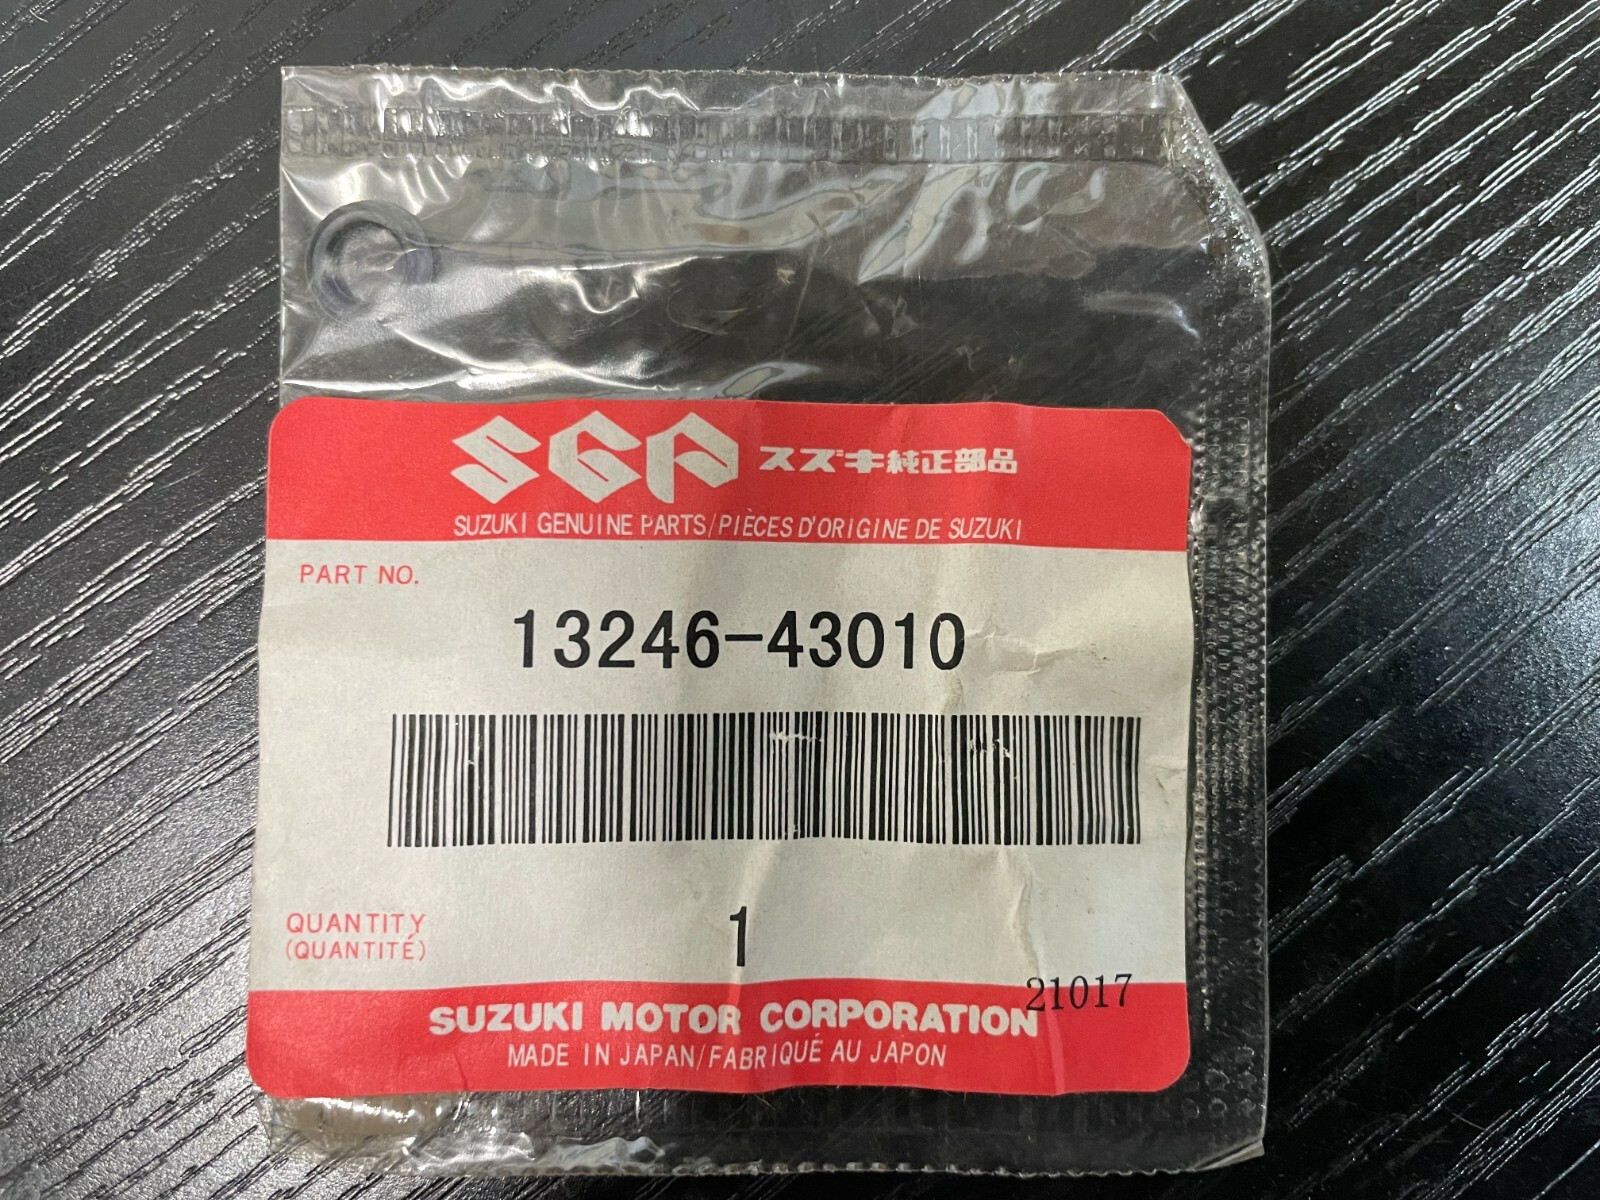 SGP スズキ純正部品
SUZUKI GENUINE PARTS/PIÈCES D'ORIGINE DE SUZUKI
PART NO.
13246-43010
QUANTITY
(QUANTITÉ)
1
21017
SUZUKI MOTOR CORPORATION
MADE IN JAPAN/FABRIQUÉ AU JAPON